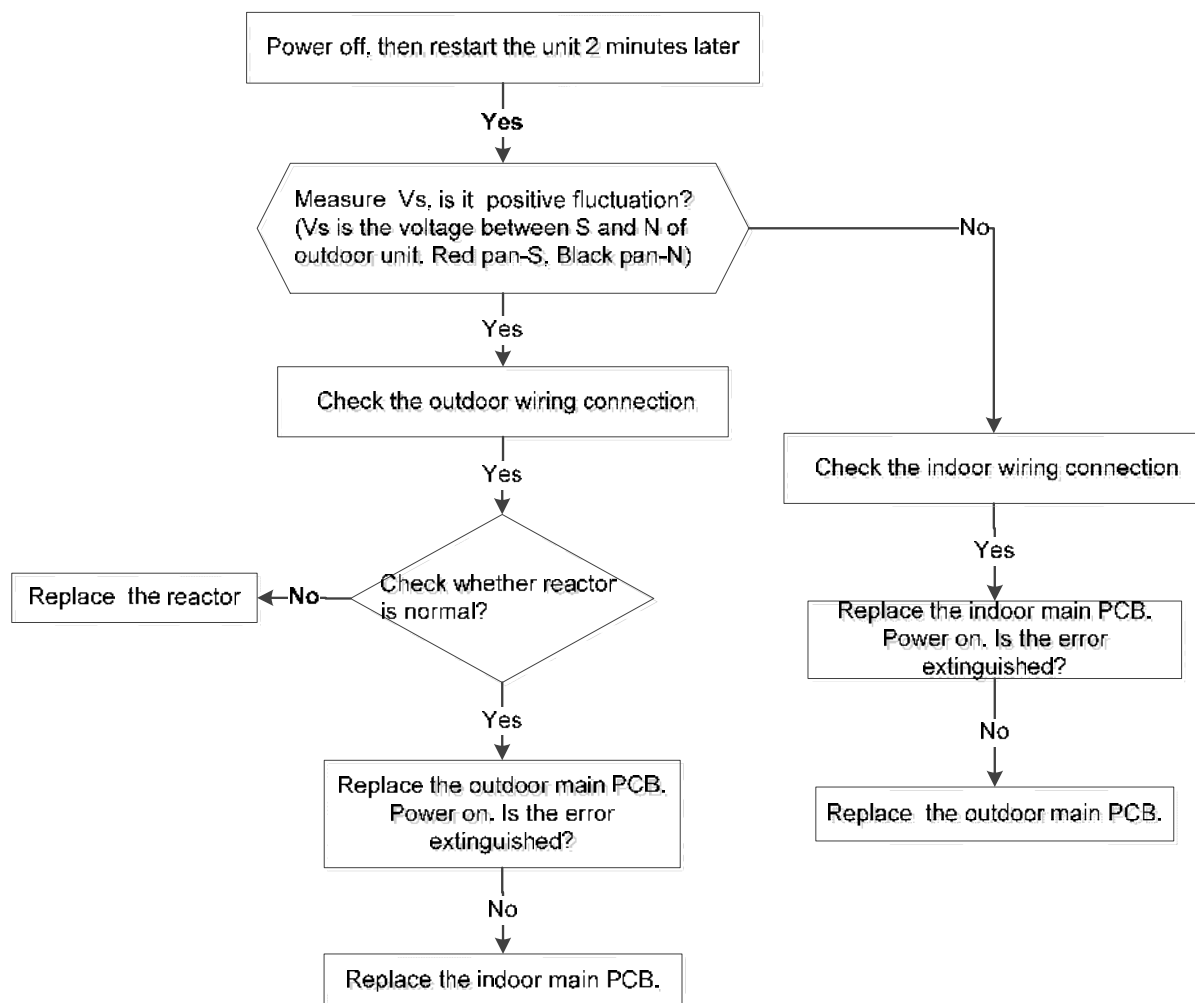 Power off, then restart the unit 2 minutes later
Yes
Measure Vs, is it positive fluctuation?
(Vs is the voltage between S and N of
outdoor unit. Red pan-S, Black pan-N)
No
Yes
Check the outdoor wiring connection
Yes
Check the indoor wiring connection
Yes
Check whether reactor
is normal?
No
Replace the reactor
Replace the indoor main PCB.
Power on. Is the error
extinguished?
Yes
No
Replace the outdoor main PCB.
Power on. Is the error
extinguished?
Replace the outdoor main PCB.
No
Replace the indoor main PCB.